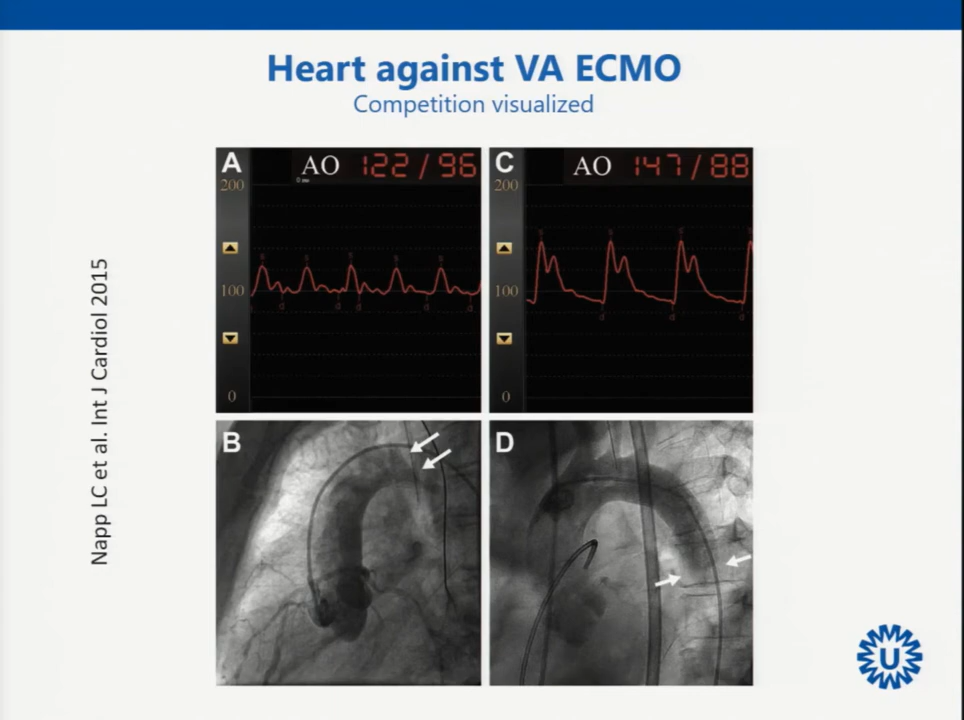 Heart against VA ECMO
Competition visualized
Napp LC et al. Int J Cardiol 2015
A
AO 122 / 96
200
100
0
C
AO 147 / 88
200
100
0
B
D
U